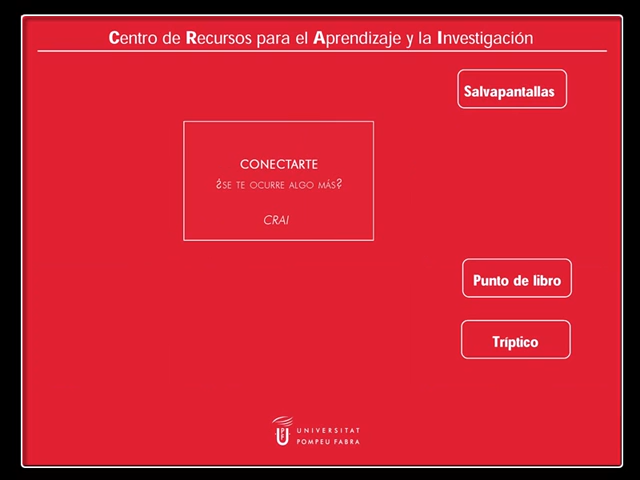 Centro de Recursos para el Aprendizaje y la Investigación
Salvapantallas
CONECTARTE
¿SE TE OCURRE ALGO MÁS?
CRAI
Punto de libro
Tríptico
UNIVERSITAT
POMPEU FABRA